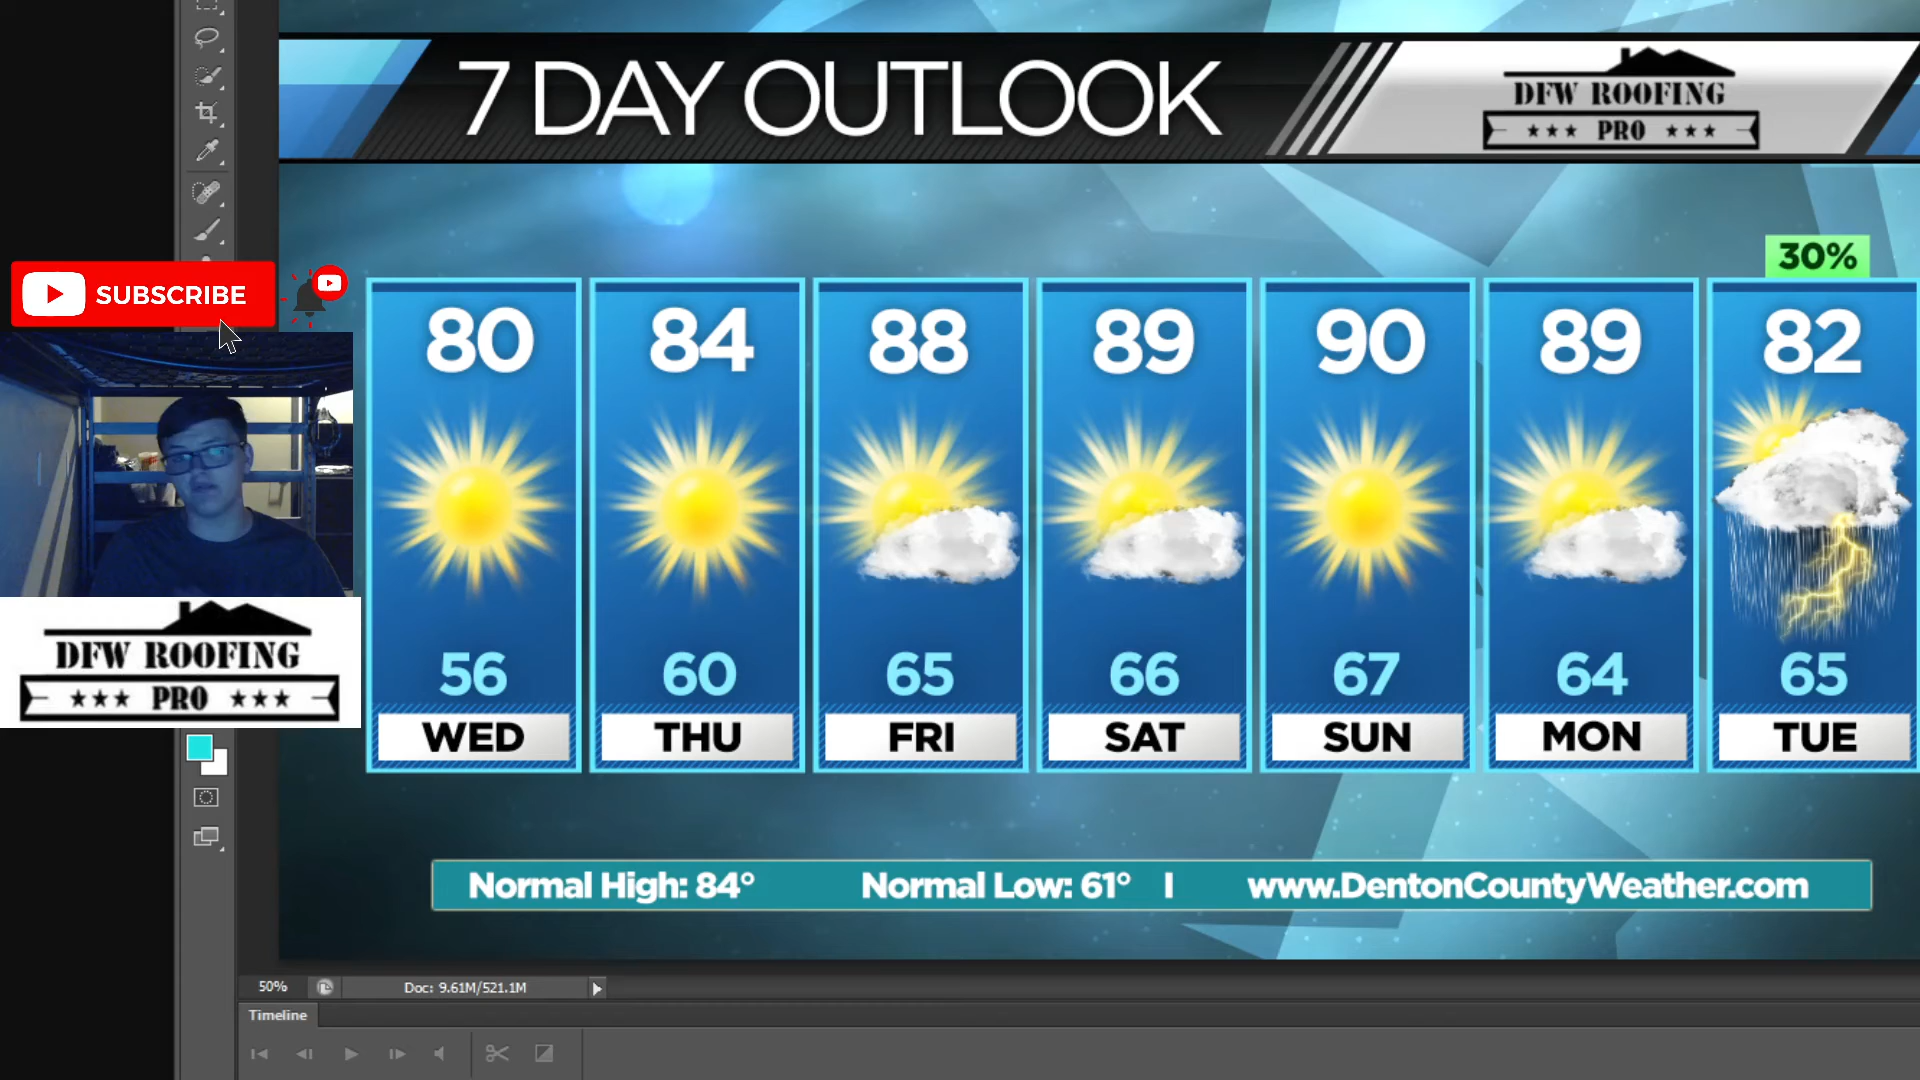 7 DAY OUTLOOK
DFW ROOFING
PRO
30%
SUBSCRIBE
80 84 88 89 90 89 82
56 60 65 66 67 64 65
WED THU FRI SAT SUN MON TUE
DFW ROOFING
PRO
Normal High: 84° Normal Low: 61° I www.DentonCountyWeather.com
50% Doc: 9.61M/521.1M
Timeline